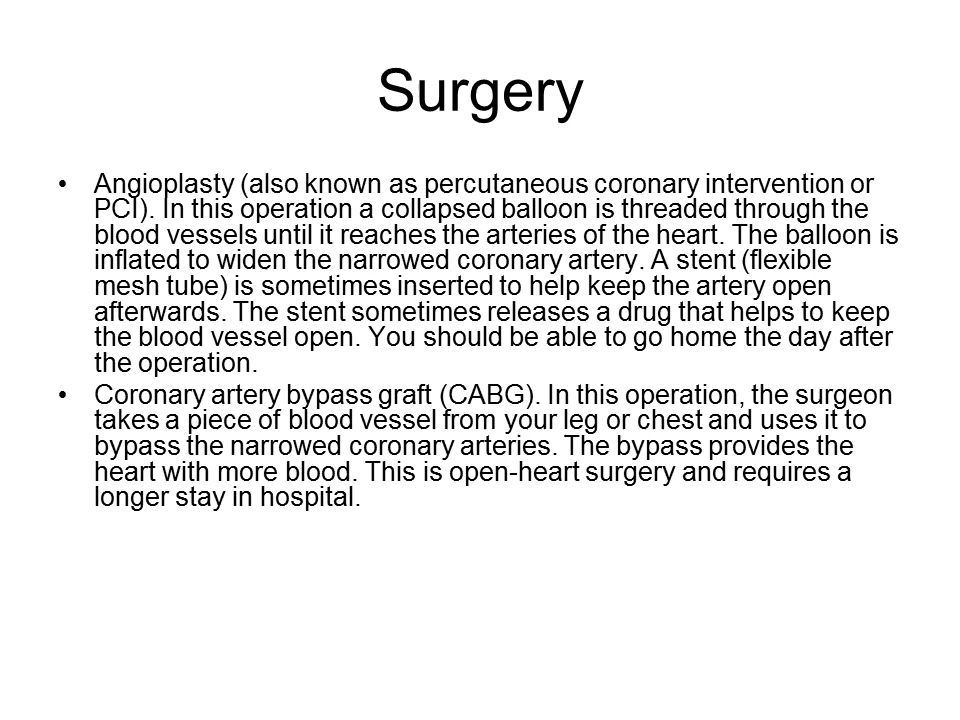 Surgery
• Angioplasty (also known as percutaneous coronary intervention or
PCI). In this operation a collapsed balloon is threaded through the
blood vessels until it reaches the arteries of the heart. The balloon is
inflated to widen the narrowed coronary artery. A stent (flexible
mesh tube) is sometimes inserted to help keep the artery open
afterwards. The stent sometimes releases a drug that helps to keep
the blood vessel open. You should be able to go home the day after
the operation.
• Coronary artery bypass graft (CABG). In this operation, the surgeon
takes a piece of blood vessel from your leg or chest and uses it to
bypass the narrowed coronary arteries. The bypass provides the
heart with more blood. This is open-heart surgery and requires a
longer stay in hospital.